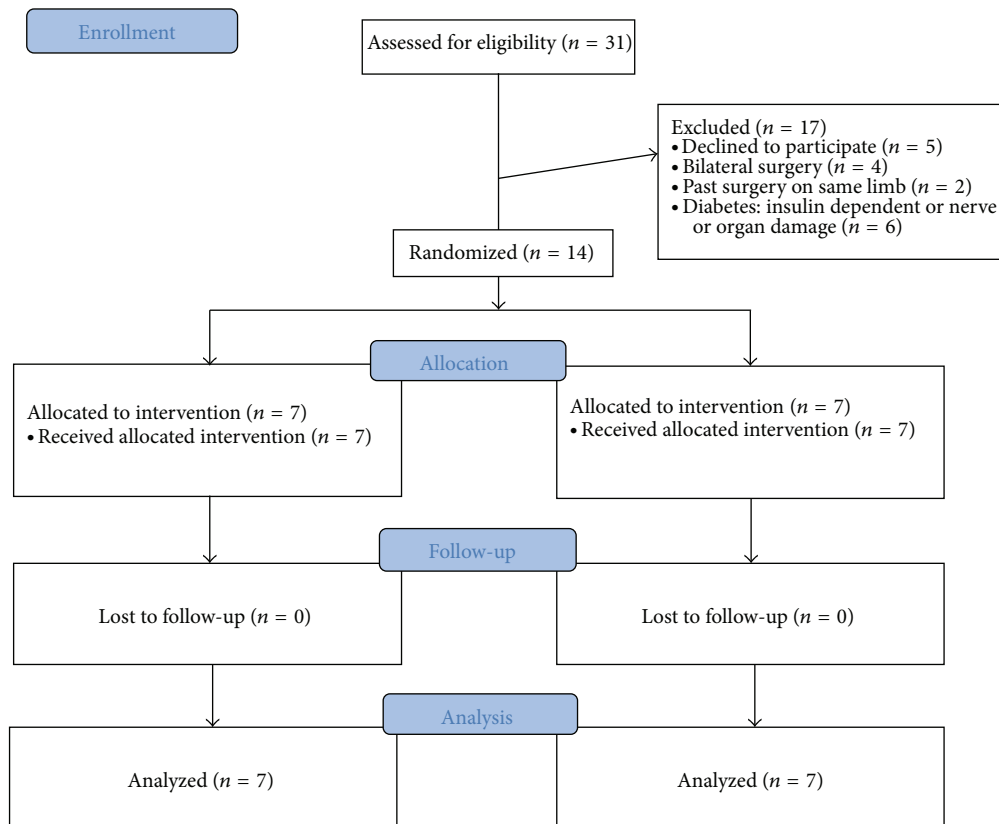 Enrollment
Assessed for eligibility (n = 31)
Excluded (n = 17)
• Declined to participate (n = 5)
• Bilateral surgery (n = 4)
• Past surgery on same limb (n = 2)
• Diabetes: insulin dependent or nerve
or organ damage (n = 6)
Randomized (n = 14)
Allocation
Allocated to intervention (n = 7)
• Received allocated intervention (n = 7)
Allocated to intervention (n = 7)
• Received allocated intervention (n = 7)
Follow-up
Lost to follow-up (n = 0)
Lost to follow-up (n = 0)
Analysis
Analyzed (n = 7)
Analyzed (n = 7)